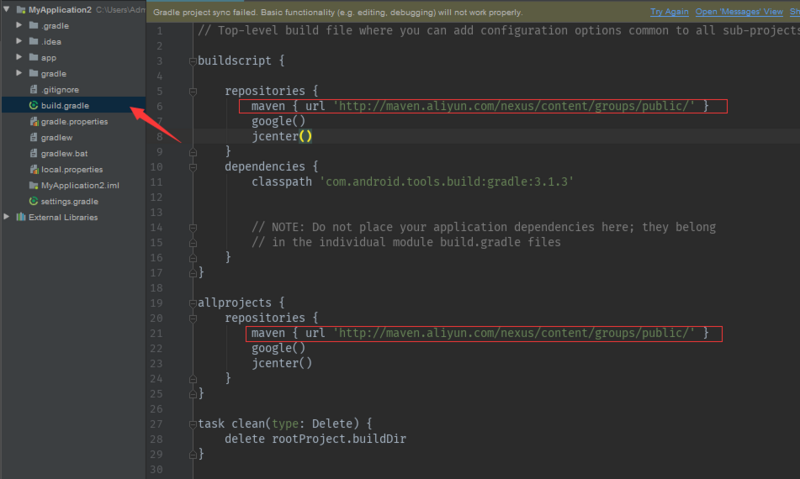 MyApplication2 C:\Users\Adn
.gradle
.idea
app
gradle
.gitignore
build.gradle
gradle.properties
gradlew
gradlew.bat
local.properties
MyApplication2.iml
settings.gradle
External Libraries
Gradle project sync failed. Basic functionality (e.g. editing, debugging) will not work properly. Try Again Open 'Messages' View Sh
1 // Top-level build file where you can add configuration options common to all sub-projects
2
3 buildscript {
4
5 repositories {
6 maven { url 'http://maven.aliyun.com/nexus/content/groups/public/' }
7 google()
8 jcenter()
9 }
10 dependencies {
11 classpath 'com.android.tools.build:gradle:3.1.3'
12
13
14 // NOTE: Do not place your application dependencies here; they belong
15 // in the individual module build.gradle files
16 }
17 }
18
19 allprojects {
20 repositories {
21 maven { url 'http://maven.aliyun.com/nexus/content/groups/public/' }
22 google()
23 jcenter()
24 }
25 }
26
27 task clean(type: Delete) {
28 delete rootProject.buildDir
29 }
30